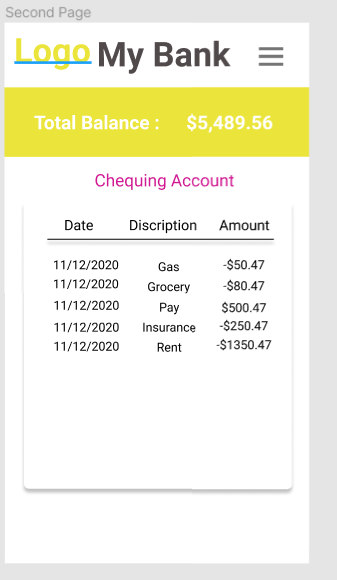 Second Page
Logo My Bank
Total Balance : $5,489.56
Chequing Account
Date Discription Amount
11/12/2020 Gas -$50.47
11/12/2020 Grocery -$80.47
11/12/2020 Pay $500.47
11/12/2020 Insurance -$250.47
11/12/2020 Rent -$1350.47